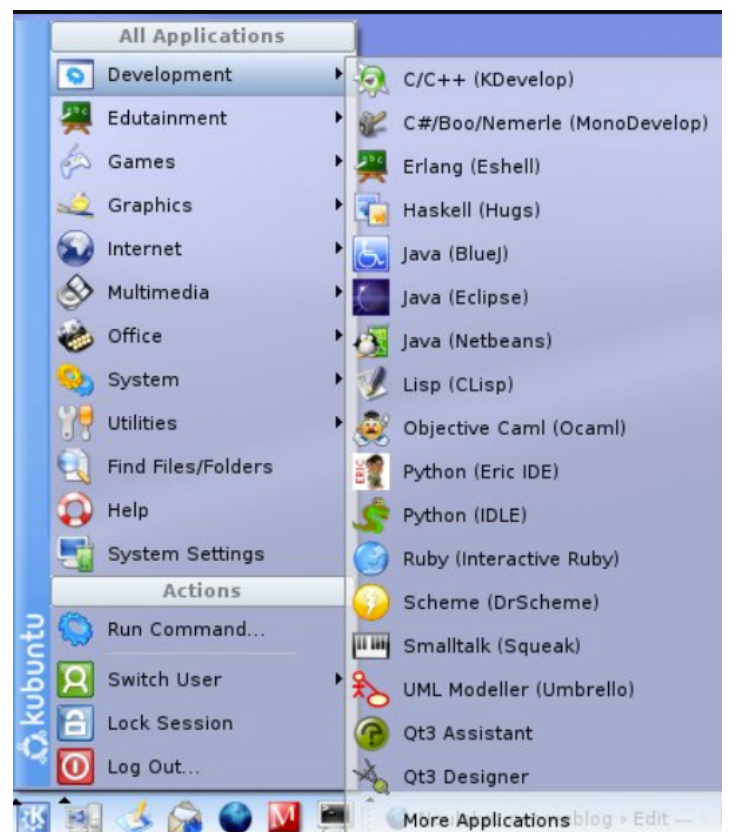 All Applications
Development
Edutainment
Games
Graphics
Internet
Multimedia
Office
System
Utilities
Find Files/Folders
Help
System Settings
Actions
Run Command...
Switch User
Lock Session
Log Out...
kubuntu
C/C++ (KDevelop)
C#/Boo/Nemerle (MonoDevelop)
Erlang (Eshell)
Haskell (Hugs)
Java (BlueJ)
Java (Eclipse)
Java (Netbeans)
Lisp (CLisp)
Objective Caml (Ocaml)
ERIC
Python (Eric IDE)
Python (IDLE)
Ruby (Interactive Ruby)
Scheme (DrScheme)
Smalltalk (Squeak)
UML Modeller (Umbrello)
Qt3 Assistant
Qt3 Designer
More Applications
eblog › Edit —